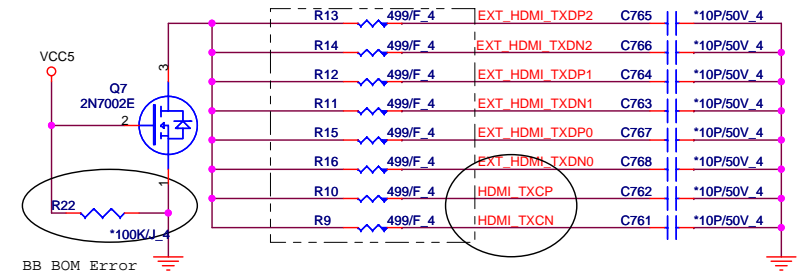 R13 499/F_4 EXT_HDMI_TXDP2 C765 *10P/50V_4
R14 499/F_4 EXT_HDMI_TXDN2 C766 *10P/50V_4
VCC5
3
R12 499/F_4 EXT_HDMI_TXDP1 C764 *10P/50V_4
Q7
2N7002E
R11 499/F_4 EXT_HDMI_TXDN1 C763 *10P/50V_4
2
R15 499/F_4 EXT_HDMI_TXDP0 C767 *10P/50V_4
R16 499/F_4 EXT_HDMI_TXDN0 C768 *10P/50V_4
1
R10 499/F_4 HDMI_TXCP C762 *10P/50V_4
R22
R9 499/F_4 HDMI_TXCN C761 *10P/50V_4
*100K/J_4
BB BOM Error